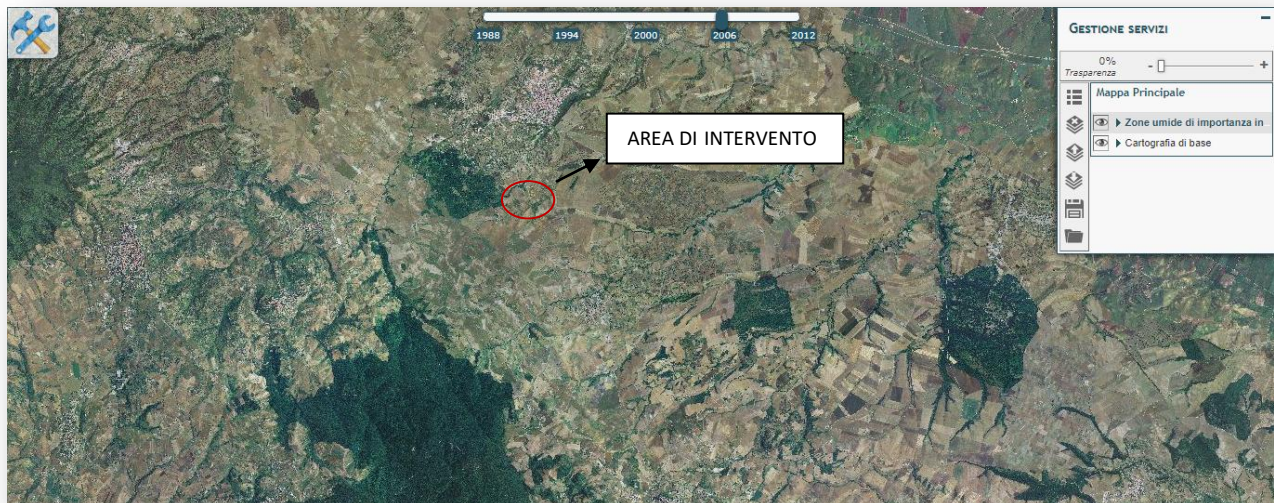 1988 1994 2000 2006 2012
GESTIONE SERVIZI
0%
Trasparenza
- +
Mappa Principale
Zone umide di importanza in
Cartografia di base
AREA DI INTERVENTO